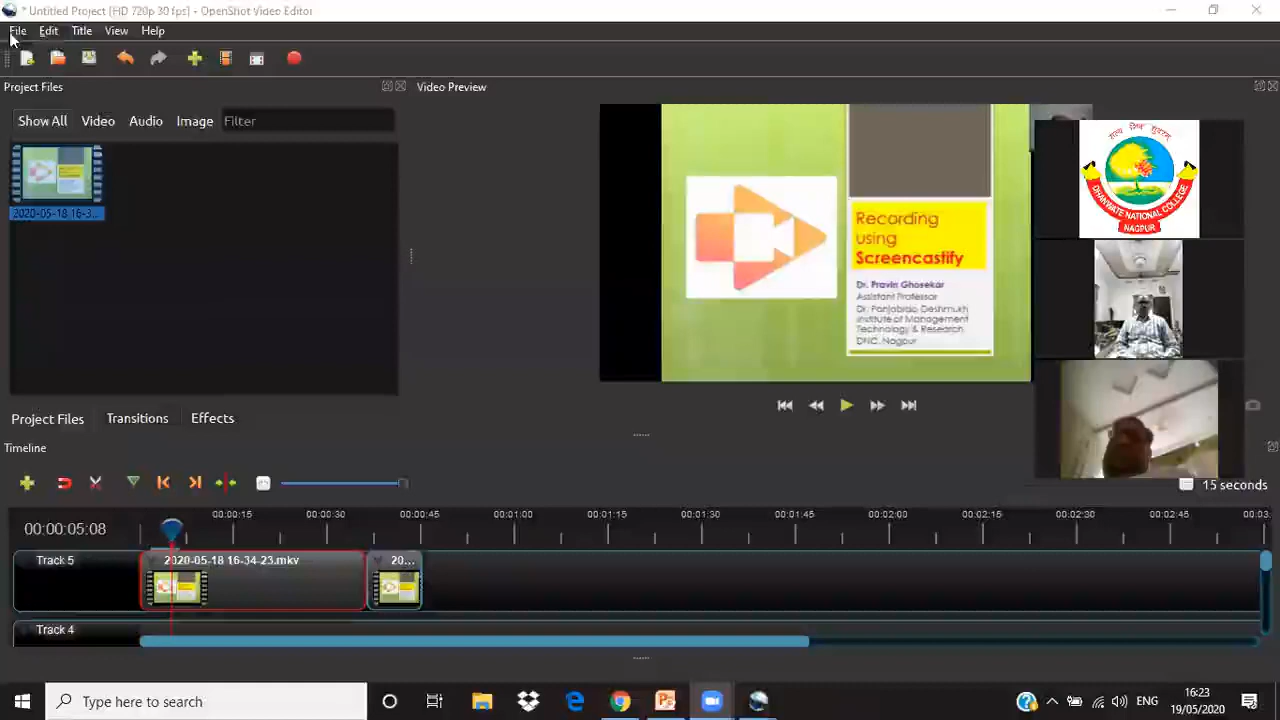 * Untitled Project [HD 720p 30 fps] - OpenShot Video Editor
File Edit Title View Help
Project Files
Video Preview
Show All Video Audio Image Filter
2020-05-18 16-3...
Recording
using
Screencastify
Dr. Pravin Ghosekar
Assistant Professor
Dr. Panjabrao Deshmukh
Institute of Management
Technology & Research
DNC, Nagpur
DHANWATE NATIONAL COLLEGE
NAGPUR
Project Files Transitions Effects
Timeline
15 seconds
00:00:05:08
00:00:15 00:00:30 00:00:45 00:01:00 00:01:15 00:01:30 00:01:45 00:02:00 00:02:15 00:02:30 00:02:45 00:03:
Track 5
2020-05-18 16-34-23.mkv
20...
Track 4
Type here to search
ENG
16:23
19/05/2020